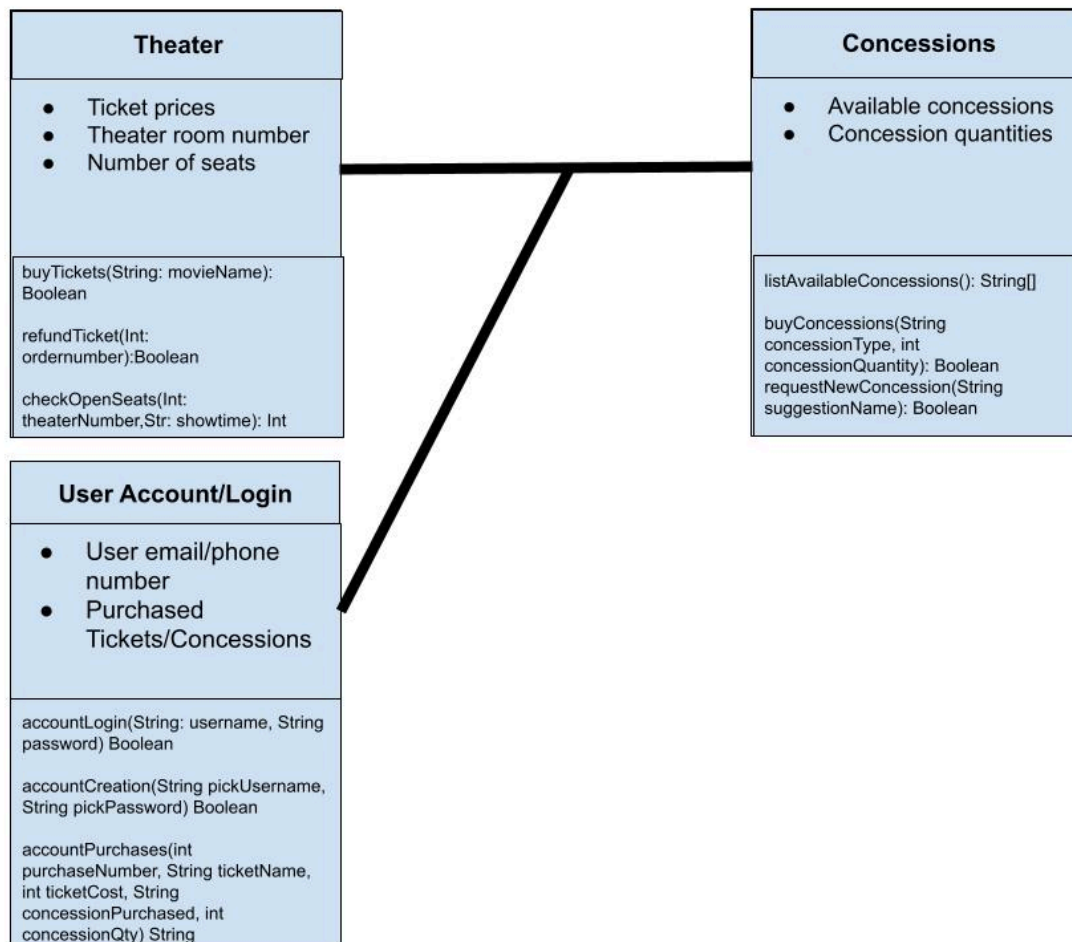 Theater
● Ticket prices
● Theater room number
● Number of seats
buyTickets(String: movieName):
Boolean
refundTicket(Int:
ordernumber):Boolean
checkOpenSeats(Int:
theaterNumber,Str: showtime): Int
Concessions
● Available concessions
● Concession quantities
listAvailableConcessions(): String[]
buyConcessions(String
concessionType, int
concessionQuantity): Boolean
requestNewConcession(String
suggestionName): Boolean
User Account/Login
● User email/phone
number
● Purchased
Tickets/Concessions
accountLogin(String: username, String
password) Boolean
accountCreation(String pickUsername,
String pickPassword) Boolean
accountPurchases(int
purchaseNumber, String ticketName,
int ticketCost, String
concessionPurchased, int
concessionQty) String